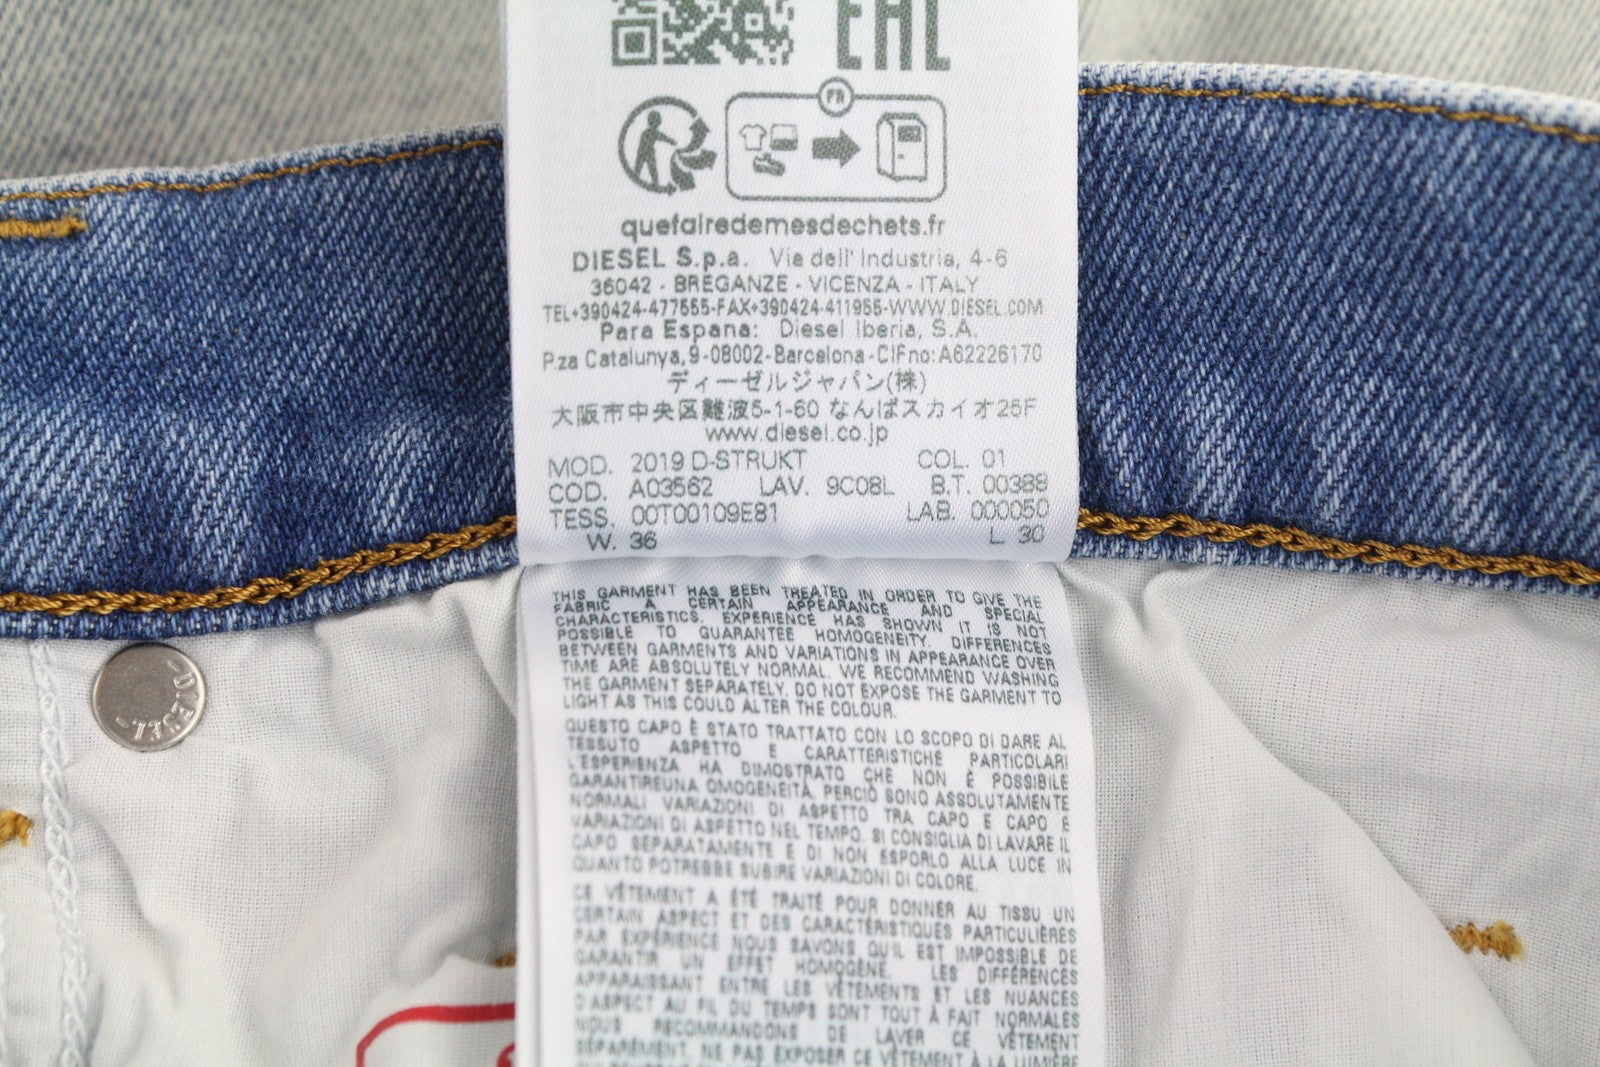 EAC
FR
quefairedemesdechets.fr
DIESEL S.p.a. Via dell' Industria, 4-6
36042 - BREGANZE - VICENZA - ITALY
TEL+390424-477555-FAX+390424-411955-WWW.DIESEL.COM
Para Espana: Diesel Iberia, S.A.
P.za Catalunya,9-08002-Barcelona-CIFno:A62226170
ディーゼルジャパン(株)
大阪市中央区難波5-1-60 なんばスカイオ25F
www.diesel.co.jp
MOD. 2019 D-STRUKT COL. 01
COD. A03562 LAV. 9C08L B.T. 00388
TESS. 00T00109E81 LAB. 000050
W. 36 L 30
THIS GARMENT HAS BEEN TREATED IN ORDER TO GIVE THE
FABRIC A CERTAIN APPEARANCE AND SPECIAL
CHARACTERISTICS. EXPERIENCE HAS SHOWN IT IS NOT
POSSIBLE TO GUARANTEE HOMOGENEITY. DIFFERENCES
BETWEEN GARMENTS AND VARIATIONS IN APPEARANCE OVER
TIME ARE ABSOLUTELY NORMAL. WE RECOMMEND WASHING
THE GARMENT SEPARATELY. DO NOT EXPOSE THE GARMENT TO
LIGHT AS THIS COULD ALTER THE COLOUR.
QUESTO CAPO È STATO TRATTATO CON LO SCOPO DI DARE AL
TESSUTO ASPETTO E CARATTERISTICHE PARTICOLARI
L'ESPERIENZA HA DIMOSTRATO CHE NON È POSSIBILE
GARANTIREUNA OMOGENEITÀ, PERCIÒ SONO ASSOLUTAMENTE
NORMALI VARIAZIONI DI ASPETTO TRA CAPO E CAPO E
VARIAZIONI DI ASPETTO NEL TEMPO. SI CONSIGLIA DI LAVARE IL
CAPO SEPARATAMENTE E DI NON ESPORLO ALLA LUCE IN
QUANTO POTREBBE SUBIRE VARIAZIONI DI COLORE.
CE VÊTEMENT A ÉTÉ TRAITÉ POUR DONNER AU TISSU UN
CERTAIN ASPECT ET DES CARACTÉRISTIQUES PARTICULIÈRES
PAR EXPÉRIENCE NOUS SAVONS QU'IL EST IMPOSSIBLE DE
GARANTIR UN EFFET HOMOGÈNE. LES DIFFÉRENCES
APPARAISSANT ENTRE LES VÊTEMENTS ET LES NUANCES
D'ASPECT AU FIL DU TEMPS SONT TOUT À FAIT NORMALES
NOUS RECOMMANDONS DE LAVER CE VÊTEMENT
SÉPARÉMENT, NE PAS EXPOSER CE VÊTEMENT À LA LUMIÈRE
DIESEL